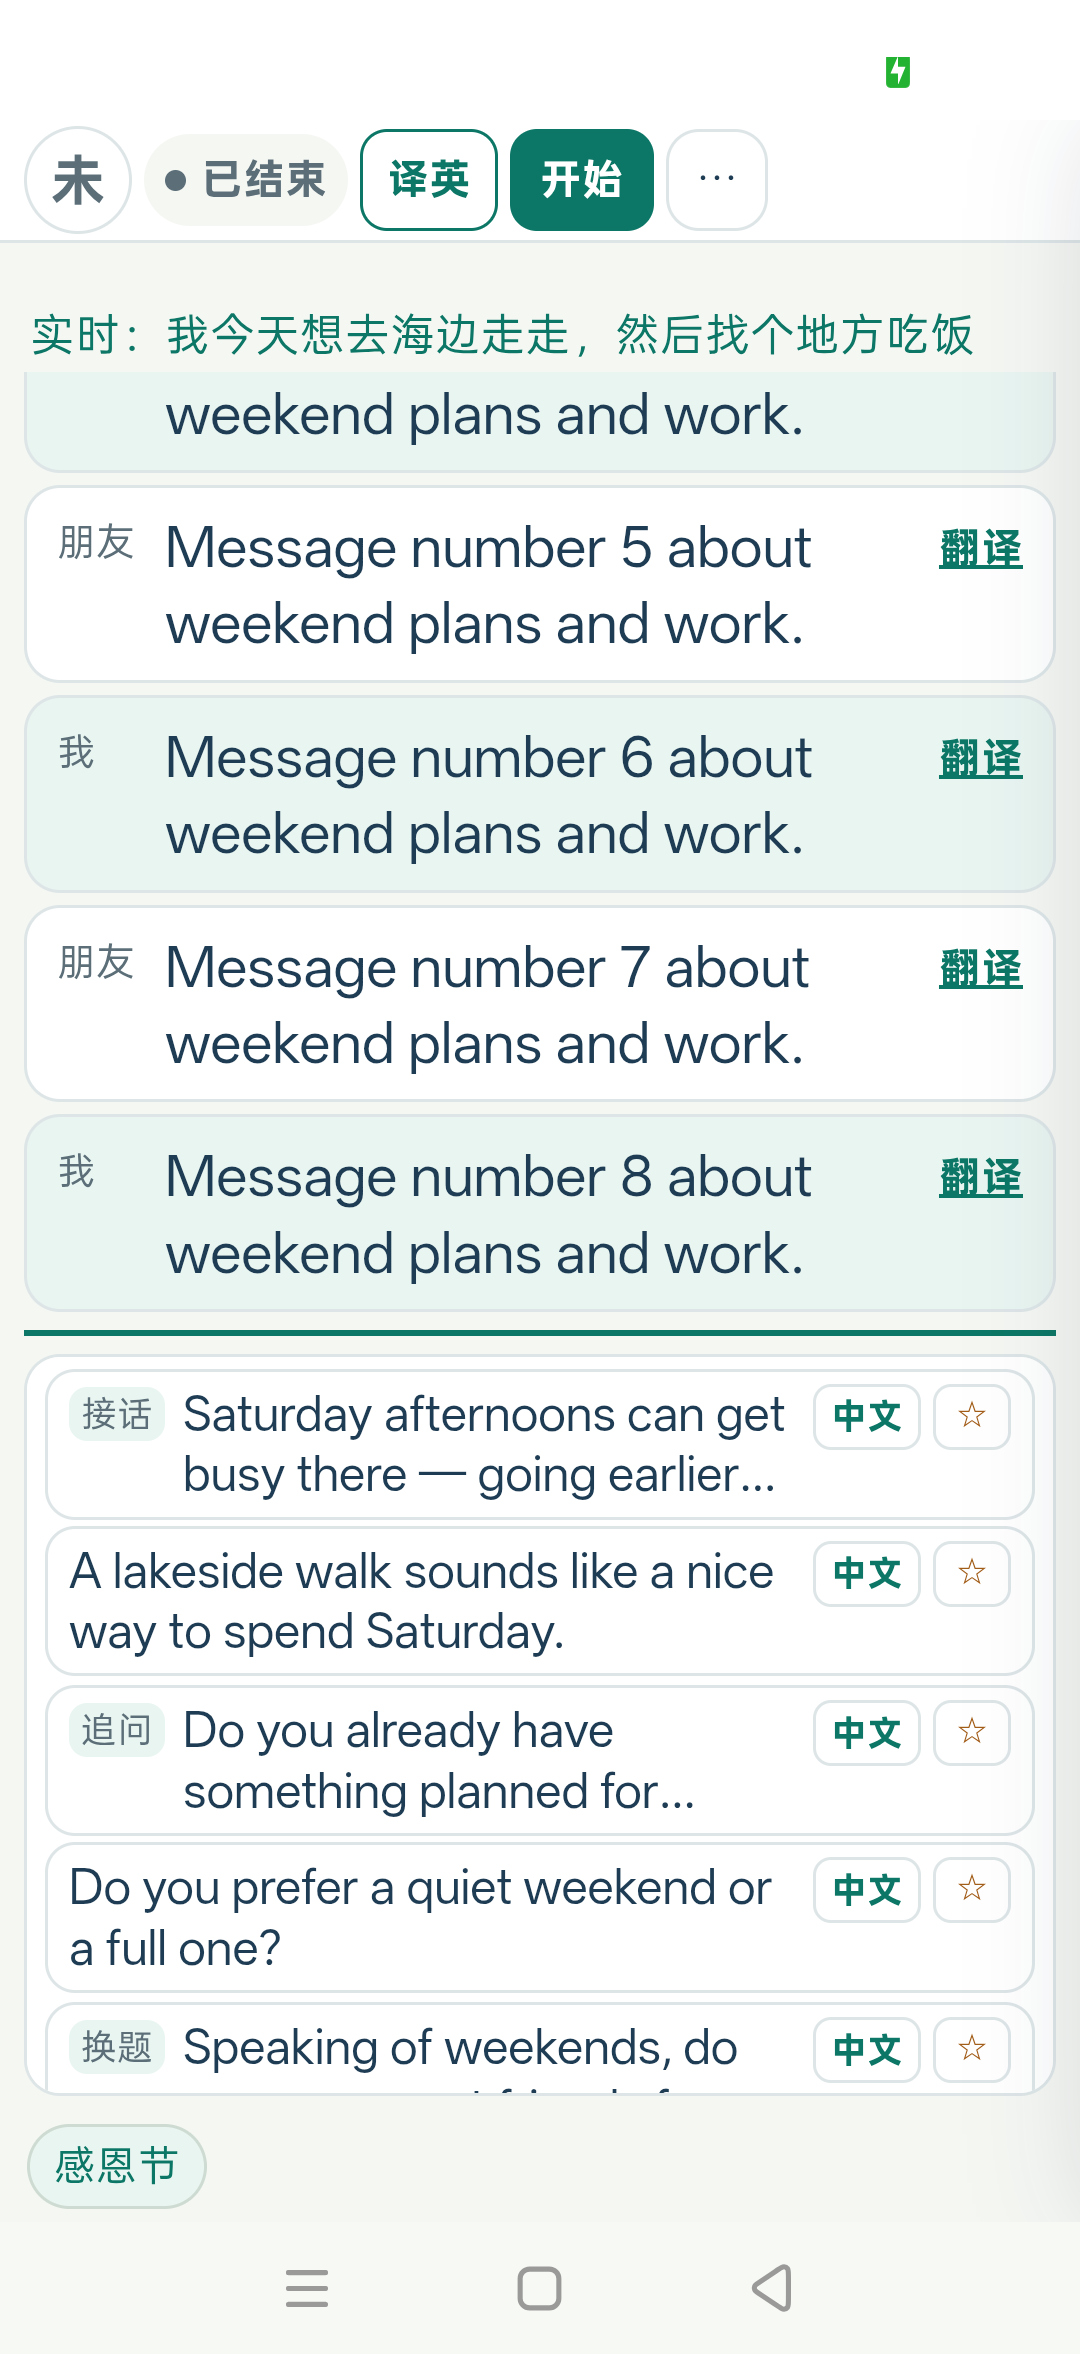 未
已结束
译英
开始
...
实时：我今天想去海边走走，然后找个地方吃饭
weekend plans and work.
朋友
Message number 5 about
翻译
weekend plans and work.
我
Message number 6 about
翻译
weekend plans and work.
朋友
Message number 7 about
翻译
weekend plans and work.
我
Message number 8 about
翻译
weekend plans and work.
接话
Saturday afternoons can get
中文
☆
busy there — going earlier...
A lakeside walk sounds like a nice
中文
☆
way to spend Saturday.
追问
Do you already have
中文
☆
something planned for...
Do you prefer a quiet weekend or
中文
☆
a full one?
换题
Speaking of weekends, do
中文
☆
感恩节